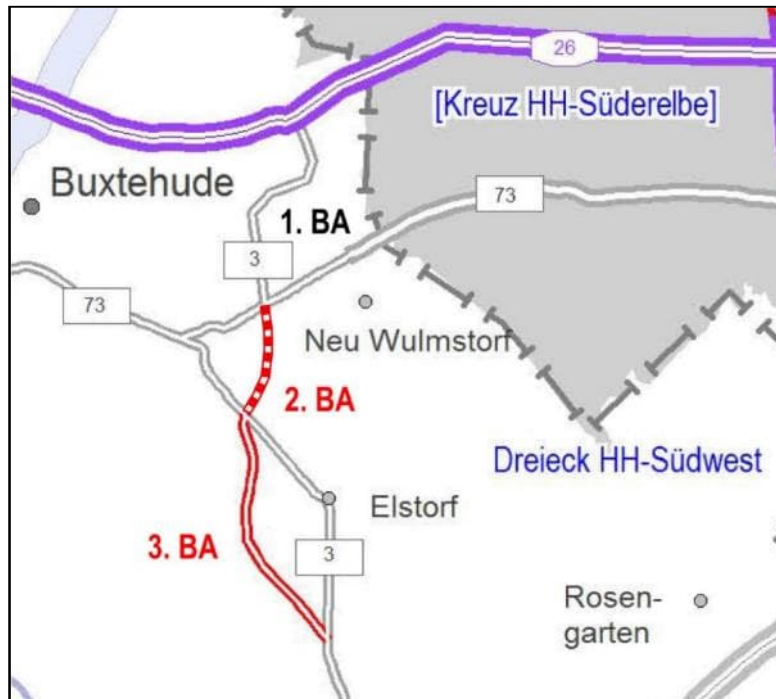 26
[Kreuz HH-Süderelbe]
Buxtehude
73
1. BA
3
73
Neu Wulmstorf
2. BA
Dreieck HH-Südwest
Elstorf
3. BA
3
Rosen-
garten